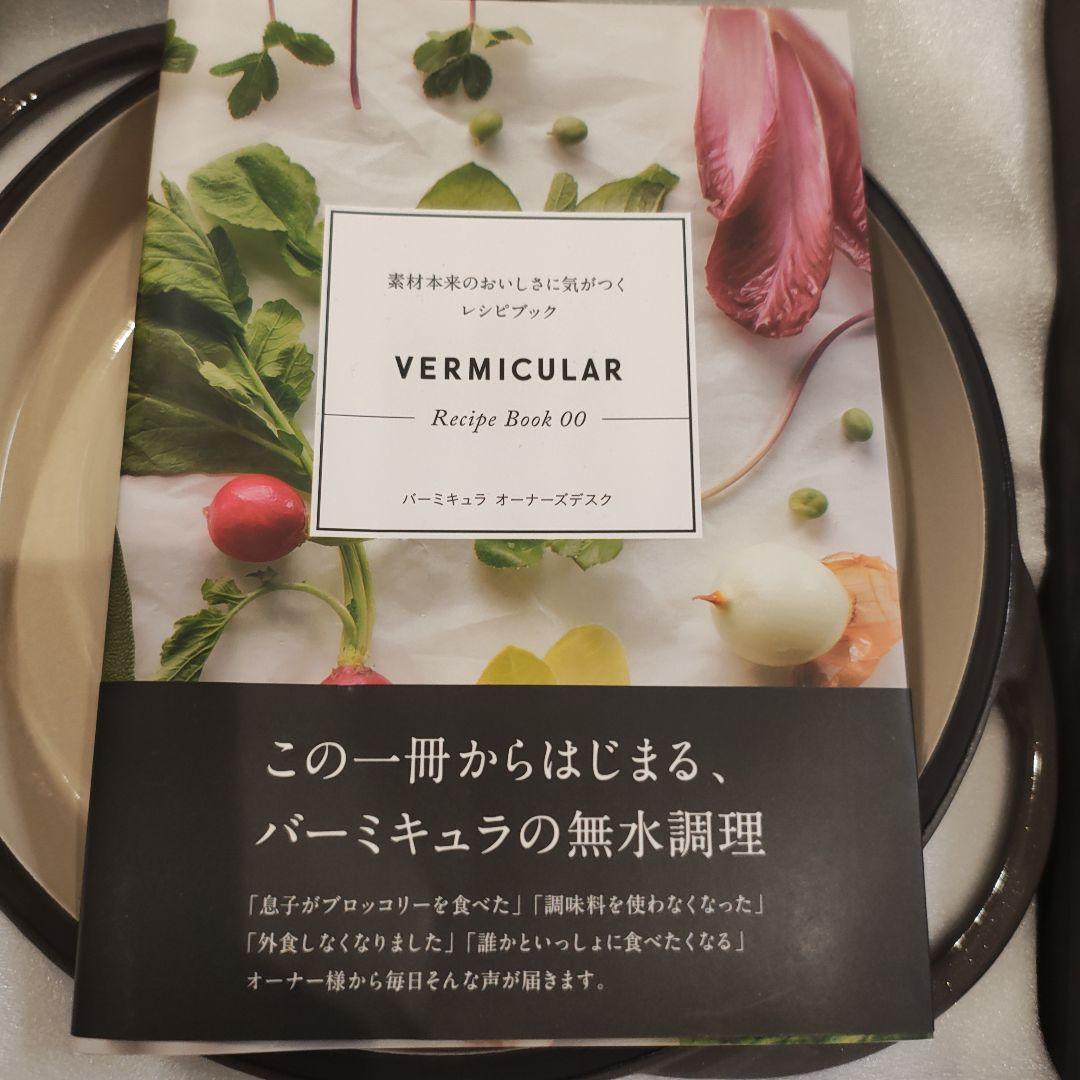 素材本来のおいしさに気がつく
レシピブック
VERMICULAR
Recipe Book 00
バーミキュラ オーナーズデスク
この一冊からはじまる、
バーミキュラの無水調理
「息子がブロッコリーを食べた」「調味料を使わなくなった」
「外食しなくなりました」「誰かといっしょに食べたくなる」
オーナー様から毎日そんな声が届きます。